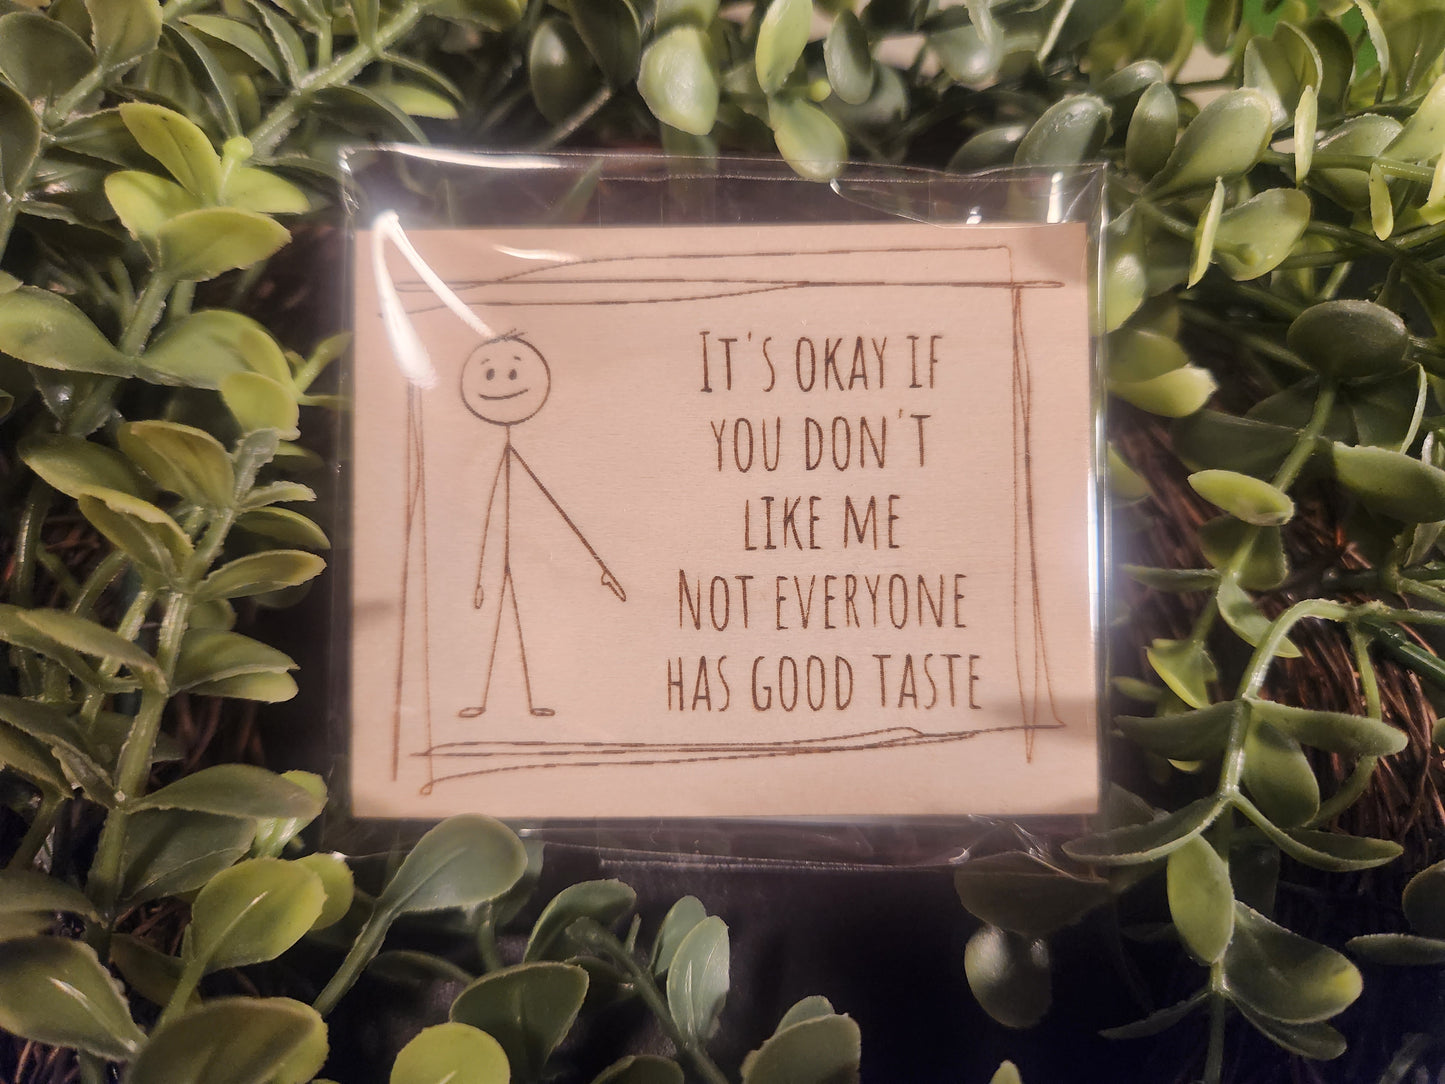 IT'S OKAY IF
YOU DON'T
LIKE ME
NOT EVERYONE
HAS GOOD TASTE